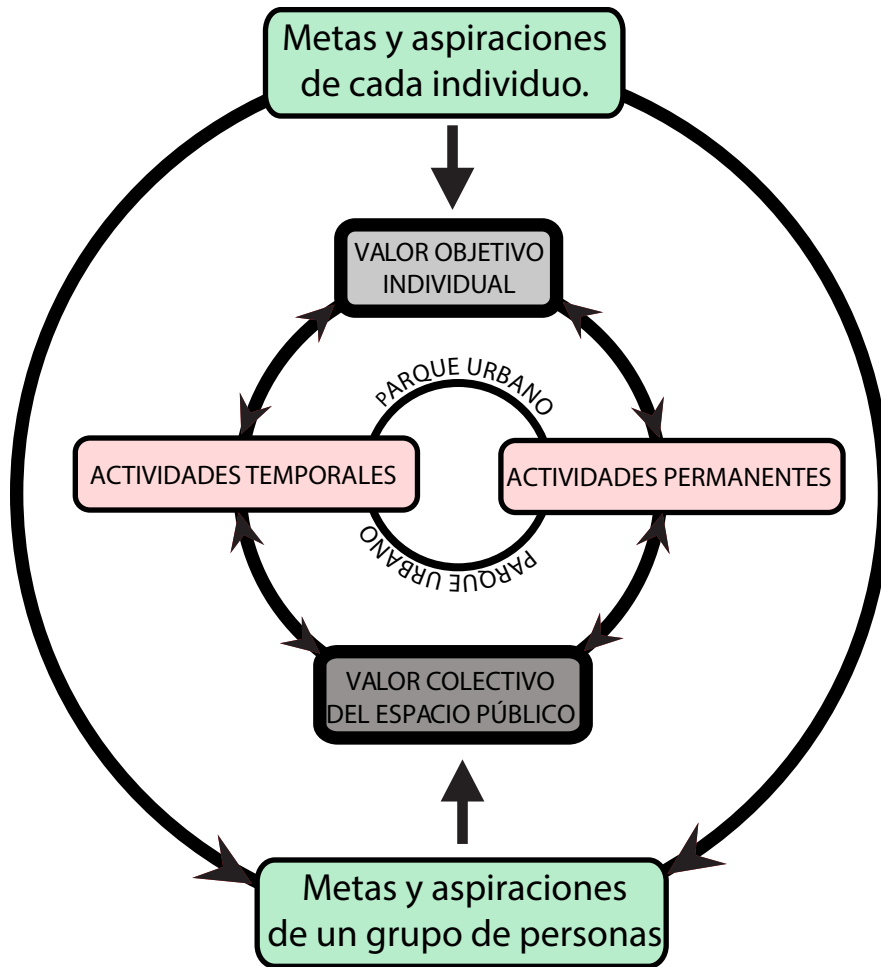 Metas y aspiraciones
de cada individuo.
VALOR OBJETIVO
INDIVIDUAL
PARQUE URBANO
ACTIVIDADES TEMPORALES
ACTIVIDADES PERMANENTES
PARQUE URBANO
VALOR COLECTIVO
DEL ESPACIO PÚBLICO
Metas y aspiraciones
de un grupo de personas